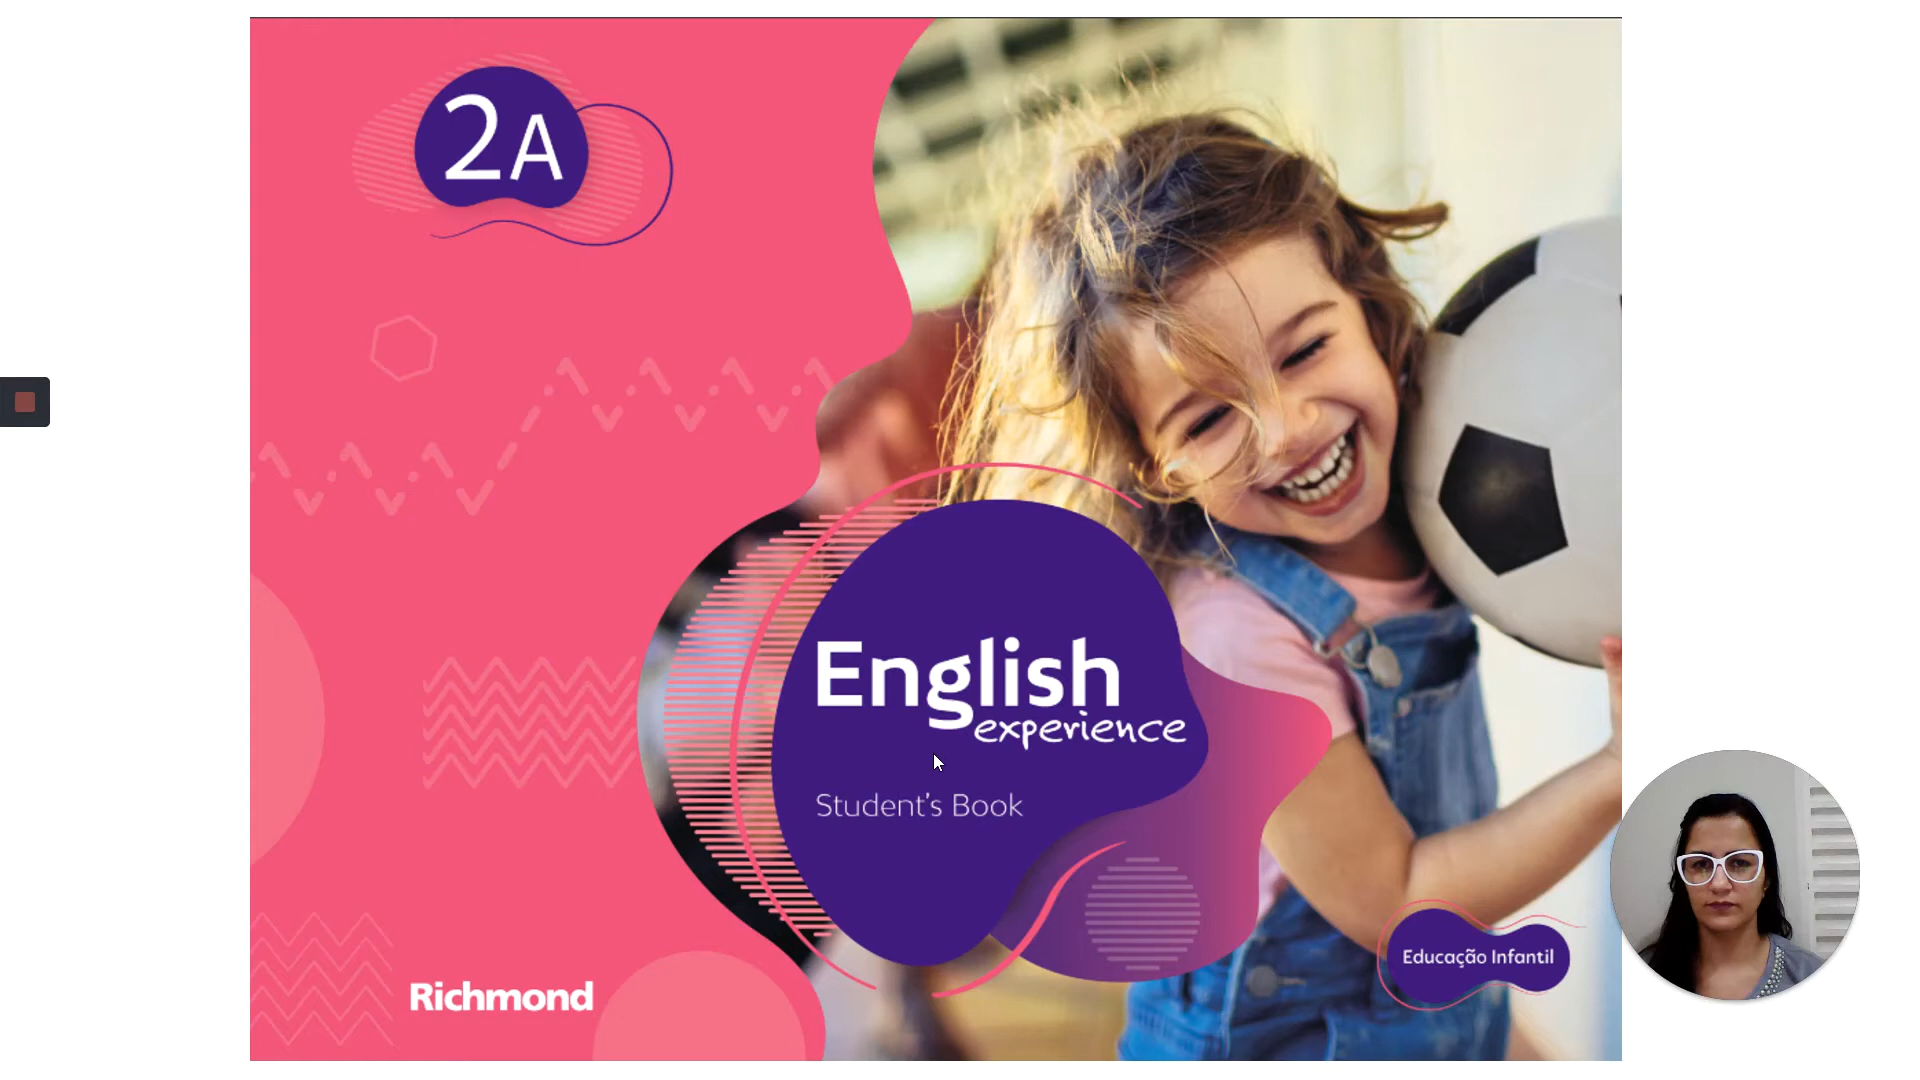 2A
English
experience
Student's Book
Educação Infantil
Richmond